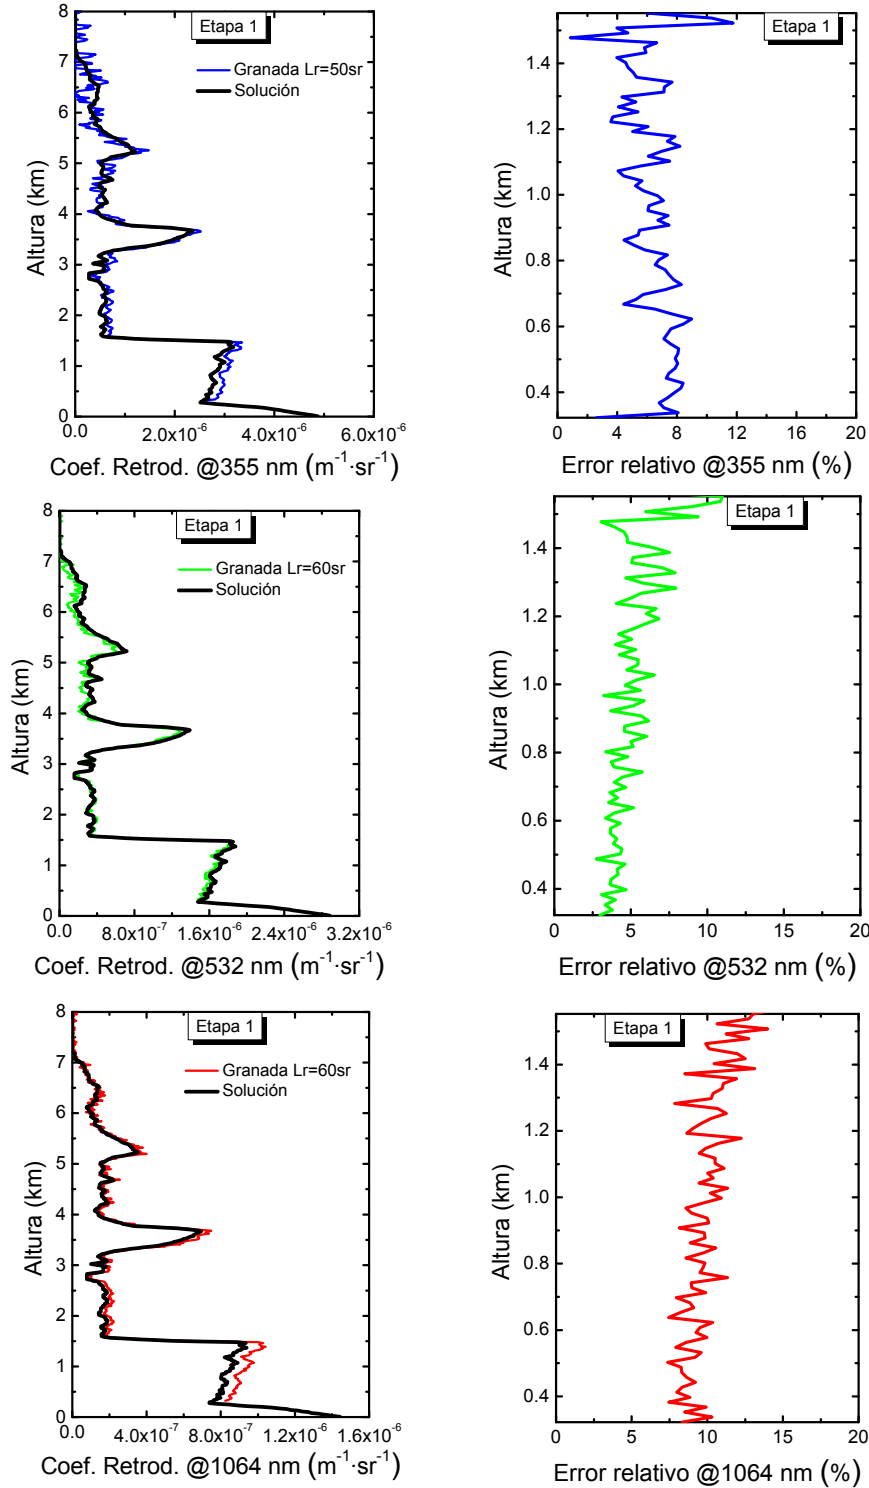 Etapa 1
Granada Lr=50sr
Solución
8
7
6
5
4
3
2
1
0
Altura (km)
0.0 2.0x10⁻⁶ 4.0x10⁻⁶ 6.0x10⁻⁶
Coef. Retrod. @355 nm (m⁻¹·sr⁻¹)
Etapa 1
1.4
1.2
1.0
0.8
0.6
0.4
Altura (km)
0 4 8 12 16 20
Error relativo @355 nm (%)
Etapa 1
Granada Lr=60sr
Solución
8
7
6
5
4
3
2
1
0
Altura (km)
0.0 8.0x10⁻⁷ 1.6x10⁻⁶ 2.4x10⁻⁶ 3.2x10⁻⁶
Coef. Retrod. @532 nm (m⁻¹·sr⁻¹)
Etapa 1
1.4
1.2
1.0
0.8
0.6
0.4
Altura (km)
0 5 10 15 20
Error relativo @532 nm (%)
Etapa 1
Granada Lr=60sr
Solución
8
7
6
5
4
3
2
1
0
Altura (km)
0.0 4.0x10⁻⁷ 8.0x10⁻⁷ 1.2x10⁻⁶ 1.6x10⁻⁶
Coef. Retrod. @1064 nm (m⁻¹·sr⁻¹)
Etapa 1
1.4
1.2
1.0
0.8
0.6
0.4
Altura (km)
0 5 10 15 20
Error relativo @1064 nm (%)